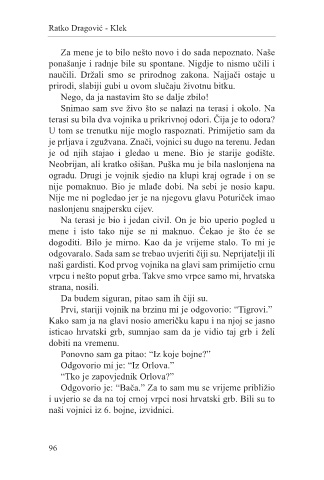 Ratko Dragović - Klek
Za mene je to bilo nešto novo i do sada nepoznato. Naše
ponašanje i radnje bile su spontane. Nigdje to nismo učili i
naučili. Držali smo se prirodnog zakona. Najjači ostaje u
prirodi, slabiji gubi u ovom slučaju životnu bitku.
Nego, da ja nastavim što se dalje zbilo!
Snimao sam sve živo što se nalazi na terasi i okolo. Na
terasi su bila dva vojnika u prikrivnoj odori. Čija je to odora?
U tom se trenutku nije moglo raspoznati. Primijetio sam da
je prljava i zgužvana. Znači, vojnici su dugo na terenu. Jedan
je od njih stajao i gledao u mene. Bio je starije godište.
Neobrijan, ali kratko ošišan. Puška mu je bila naslonjena na
ogradu. Drugi je vojnik sjedio na klupi kraj ograde i on se
nije pomaknuo. Bio je mlađe dobi. Na sebi je nosio kapu.
Nije me ni pogledao jer je na njegovu glavu Poturiček imao
naslonjenu snajpersku cijev.
Na terasi je bio i jedan civil. On je bio uperio pogled u
mene i isto tako nije se ni maknuo. Čekao je što će se
dogoditi. Bilo je mirno. Kao da je vrijeme stalo. To mi je
odgovaralo. Sada sam se trebao uvjeriti čiji su. Neprijatelji ili
naši gardisti. Kod prvog vojnika na glavi sam primijetio crnu
vrpcu i nešto poput grba. Takve smo vrpce samo mi, hrvatska
strana, nosili.
Da budem siguran, pitao sam ih čiji su.
Prvi, stariji vojnik na brzinu mi je odgovorio: “Tigrovi.”
Kako sam ja na glavi nosio američku kapu i na njoj se jasno
isticao hrvatski grb, sumnjao sam da je vidio taj grb i želi
dobiti na vremenu.
Ponovno sam ga pitao: “Iz koje bojne?”
Odgovorio mi je: “Iz Orlova.”
“Tko je zapovjednik Orlova?”
Odgovorio je: “Bača.” Za to sam mu se vrijeme približio
i uvjerio se da na toj crnoj vrpci nosi hrvatski grb. Bili su to
naši vojnici iz 6. bojne, izvidnici.
96